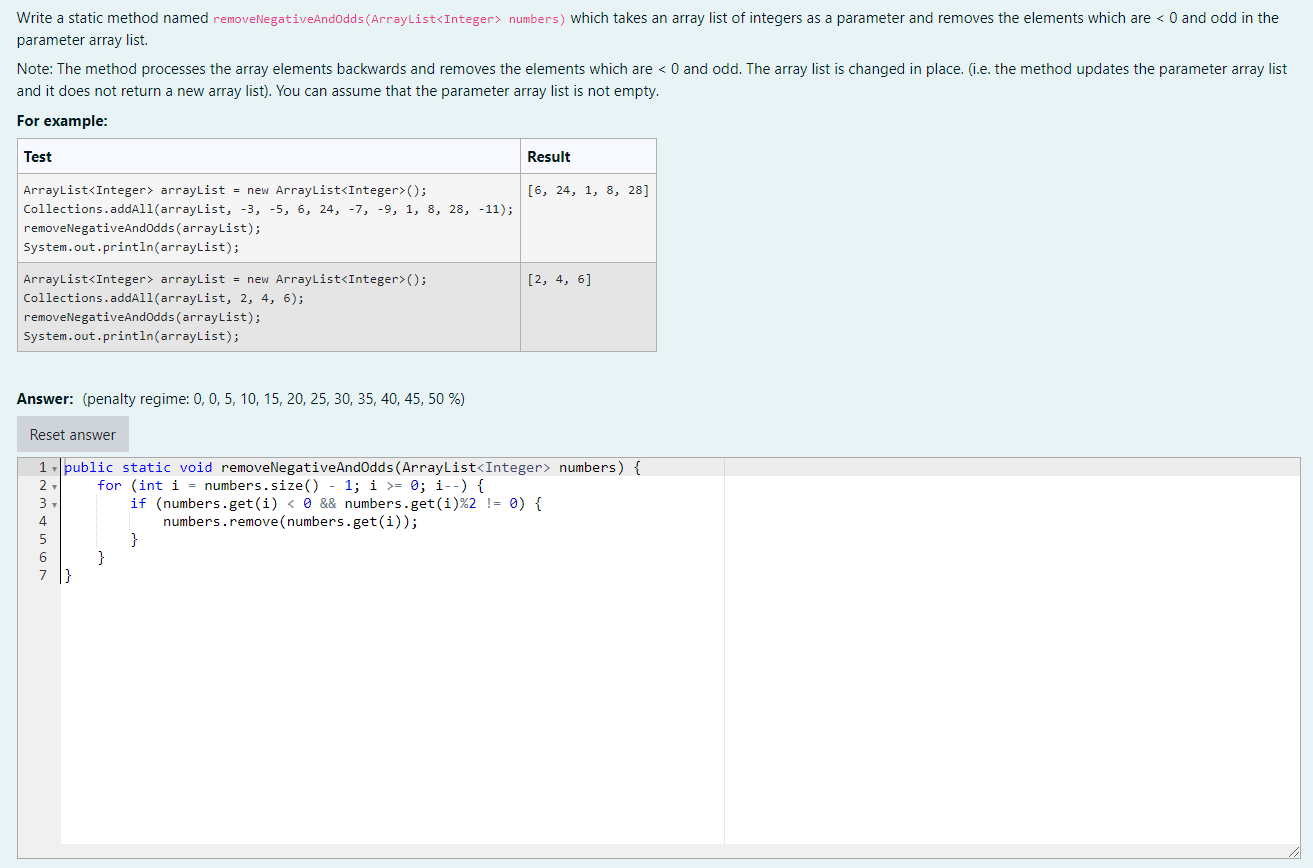 Write a static method named removeNegativeAndOdds(ArrayList<Integer> numbers) which takes an array list of integers as a parameter and removes the elements which are < 0 and odd in the
parameter array list.
Note: The method processes the array elements backwards and removes the elements which are < 0 and odd. The array list is changed in place. (i.e. the method updates the parameter array list
and it does not return a new array list). You can assume that the parameter array list is not empty.
For example:
Test Result
ArrayList<Integer> arrayList = new ArrayList<Integer>(); [6, 24, 1, 8, 28]
Collections.addAll(arrayList, -3, -5, 6, 24, -7, -9, 1, 8, 28, -11);
removeNegativeAndOdds(arrayList);
System.out.println(arrayList);
ArrayList<Integer> arrayList = new ArrayList<Integer>(); [2, 4, 6]
Collections.addAll(arrayList, 2, 4, 6);
removeNegativeAndOdds(arrayList);
System.out.println(arrayList);
Answer: (penalty regime: 0, 0, 5, 10, 15, 20, 25, 30, 35, 40, 45, 50 %)
Reset answer
1 public static void removeNegativeAndOdds(ArrayList<Integer> numbers) {
2     for (int i = numbers.size() - 1; i >= 0; i--) {
3         if (numbers.get(i) < 0 && numbers.get(i)%2 != 0) {
4             numbers.remove(numbers.get(i));
5         }
6     }
7 }